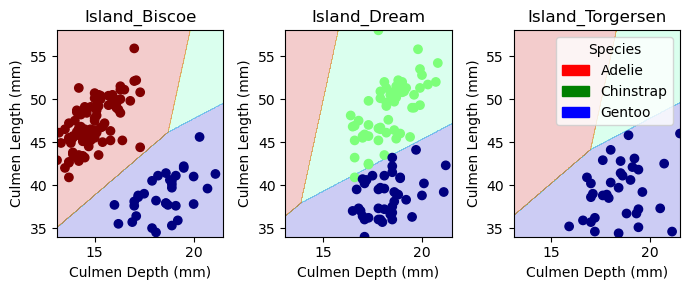 Island_Biscoe
Island_Dream
Island_Torgersen
Culmen Length (mm)
55
50
45
40
35
15
20
Culmen Depth (mm)
Culmen Length (mm)
55
50
45
40
35
15
20
Culmen Depth (mm)
Culmen Length (mm)
55
50
45
40
35
15
20
Culmen Depth (mm)
Species
Adelie
Chinstrap
Gentoo